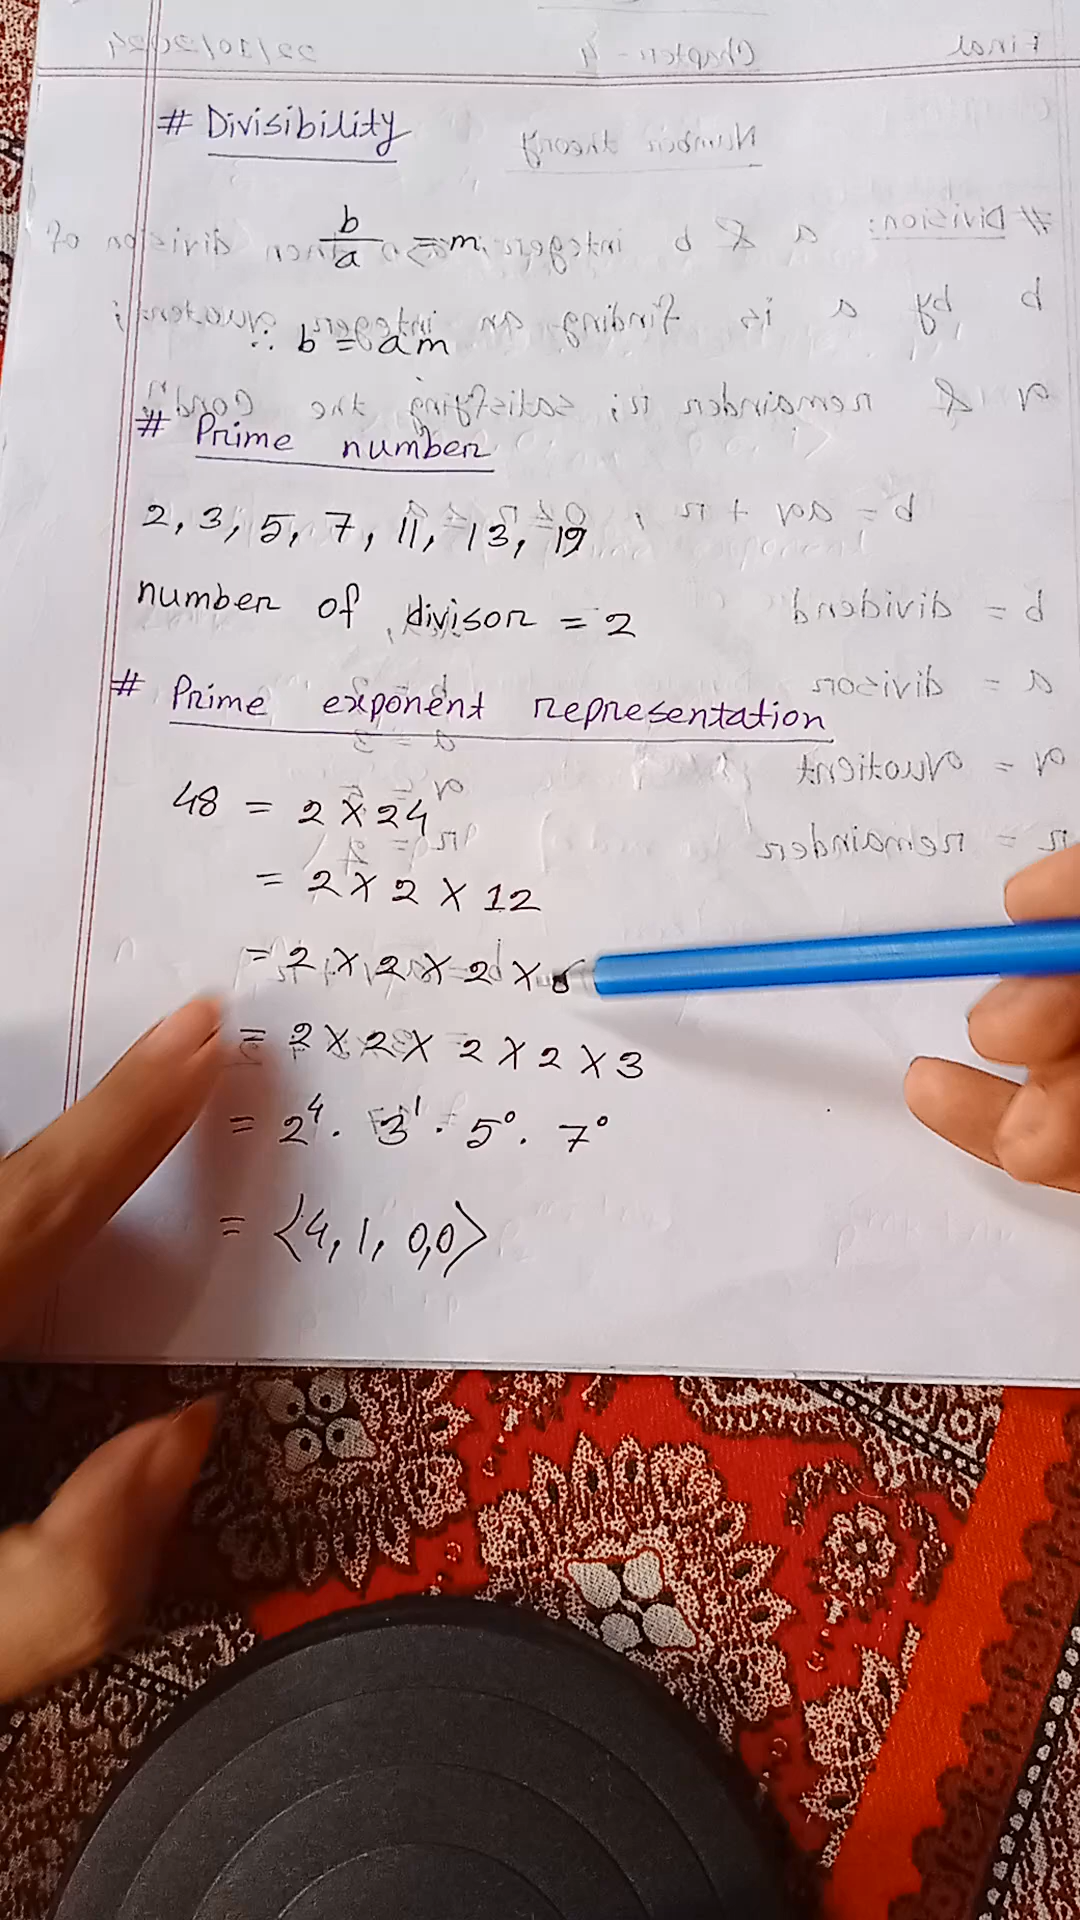 # Divisibility
b/a = m
∴ b = am
# Prime number
2, 3, 5, 7, 11, 13, 19
number of divisor = 2
# Prime exponent representation
48 = 2 × 24
= 2 × 2 × 12
= 2 × 2 × 2 × 6
= 2 × 2 × 2 × 2 × 3
= 2⁴ . 3¹ . 5⁰ . 7⁰
= ⟨4, 1, 0,0⟩